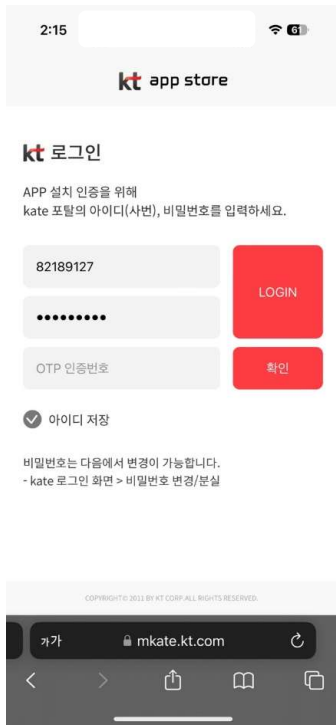 2:15
61
kt app store
kt 로그인
APP 설치 인증을 위해
kate 포탈의 아이디(사번), 비밀번호를 입력하세요.
82189127
LOGIN
●●●●●●●●●
OTP 인증번호
확인
아이디 저장
비밀번호는 다음에서 변경이 가능합니다.
- kate 로그인 화면 > 비밀번호 변경/분실
COPYRIGHT© 2011 BY KT CORP. ALL RIGHTS RESERVED.
가가
mkate.kt.com